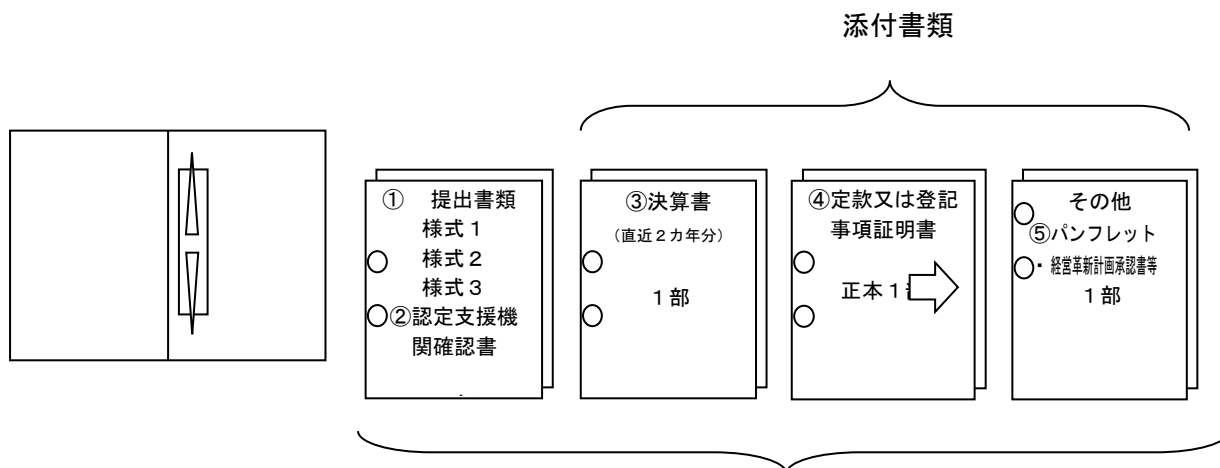 添付書類
① 提出書類
様式１
様式２
様式３
②認定支援機
関確認書
③決算書
（直近２カ年分）
１部
④定款又は登記
事項証明書
正本１
その他
⑤パンフレット
・経営革新計画承認書等
１部